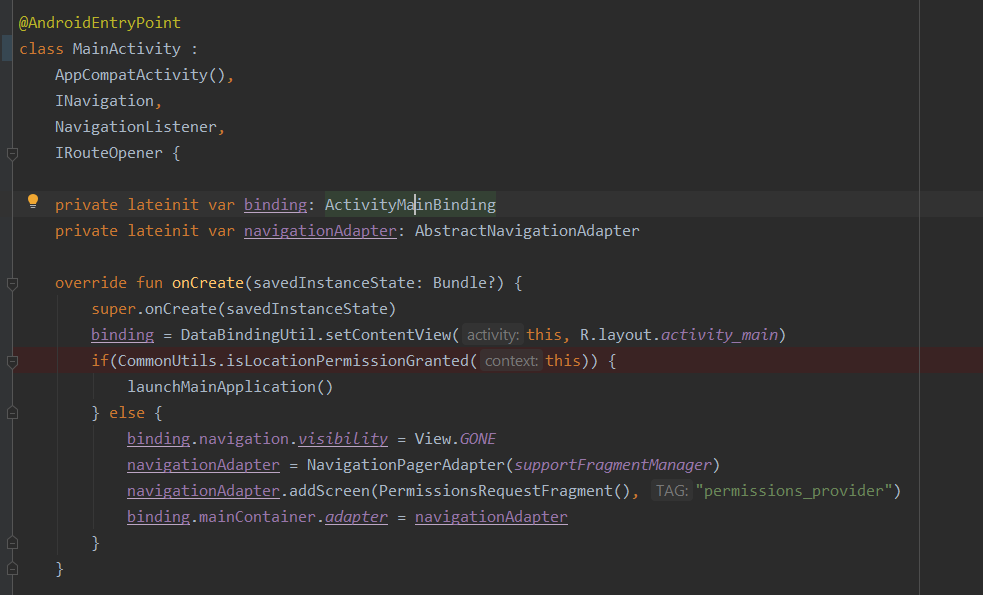 @AndroidEntryPoint
class MainActivity :
    AppCompatActivity(),
    INavigation,
    NavigationListener,
    IRouteOpener {
    private lateinit var binding: ActivityMainBinding
    private lateinit var navigationAdapter: AbstractNavigationAdapter
    override fun onCreate(savedInstanceState: Bundle?) {
        super.onCreate(savedInstanceState)
        binding = DataBindingUtil.setContentView( activity: this, R.layout.activity_main)
        if(CommonUtils.isLocationPermissionGranted( context: this)) {
            launchMainApplication()
        } else {
            binding.navigation.visibility = View.GONE
            navigationAdapter = NavigationPagerAdapter(supportFragmentManager)
            navigationAdapter.addScreen(PermissionsRequestFragment(), TAG: "permissions_provider")
            binding.mainContainer.adapter = navigationAdapter
        }
    }